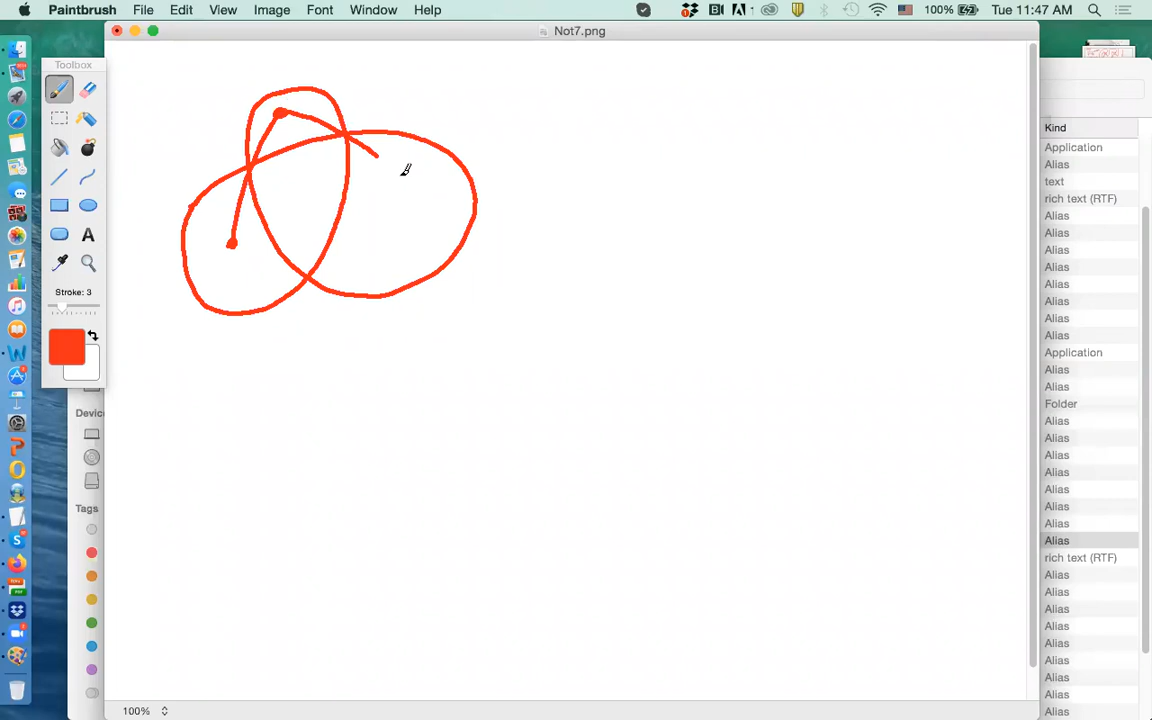 Paintbrush File Edit View Image Font Window Help 100% Tue 11:47 AM
Not7.png
Toolbox
Kind
Application
Alias
text
rich text (RTF)
Alias
Alias
Alias
Alias
Alias
Alias
Alias
Alias
Application
Alias
Alias
Folder
Alias
Alias
Alias
Alias
Alias
Alias
Alias
Alias
rich text (RTF)
Alias
Alias
Alias
Alias
Alias
Alias
Alias
Alias
Alias
A
Stroke: 3
Device
Tags
100%